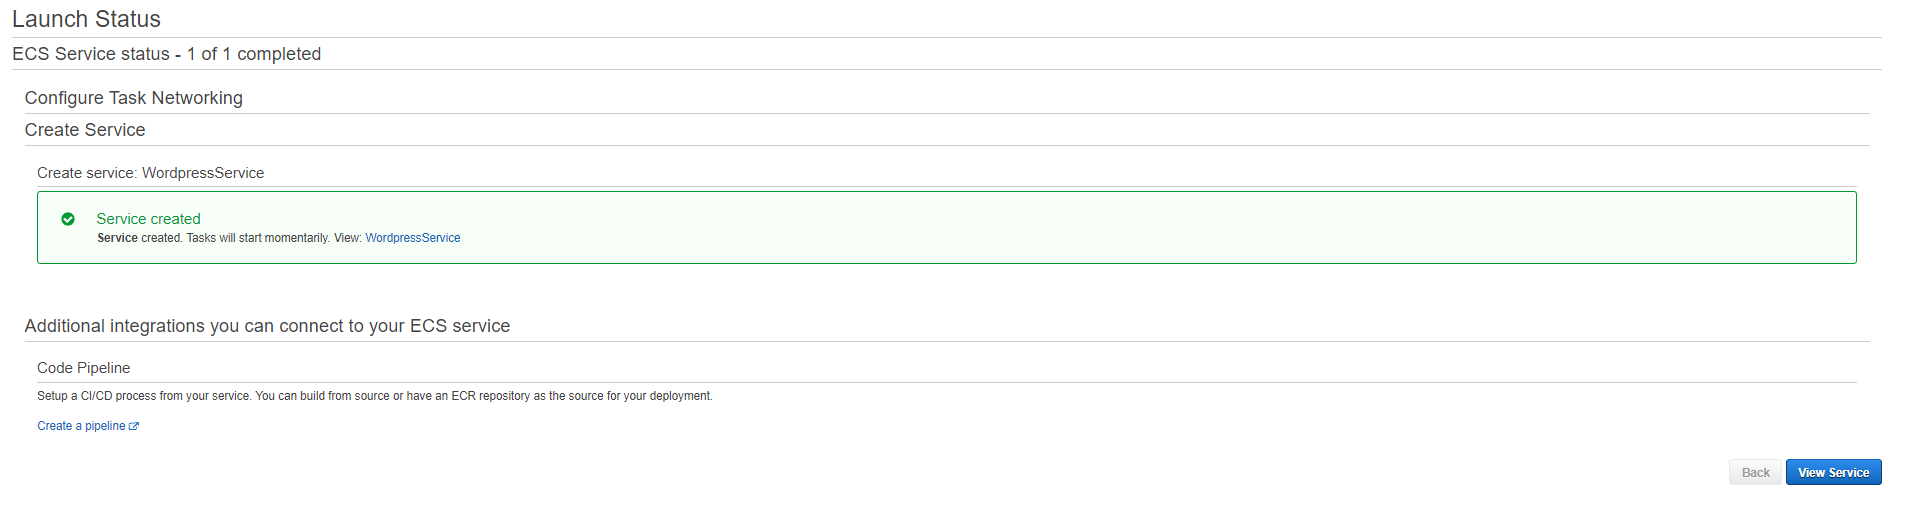 Launch Status
ECS Service status - 1 of 1 completed
Configure Task Networking
Create Service
Create service: WordpressService
Service created
Service created. Tasks will start momentarily. View: WordpressService
Additional integrations you can connect to your ECS service
Code Pipeline
Setup a CI/CD process from your service. You can build from source or have an ECR repository as the source for your deployment.
Create a pipeline
Back View Service